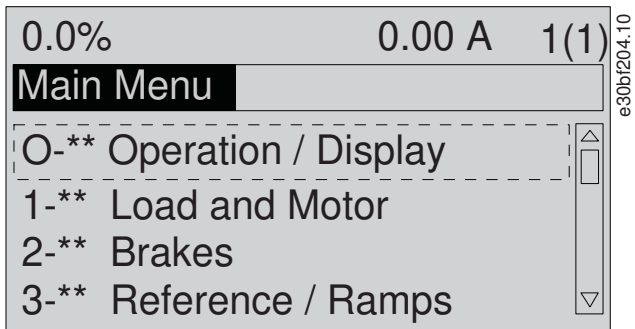 0.0% 0.00 A 1(1)
Main Menu
O-** Operation / Display
1-** Load and Motor
2-** Brakes
3-** Reference / Ramps
e30bf204.10